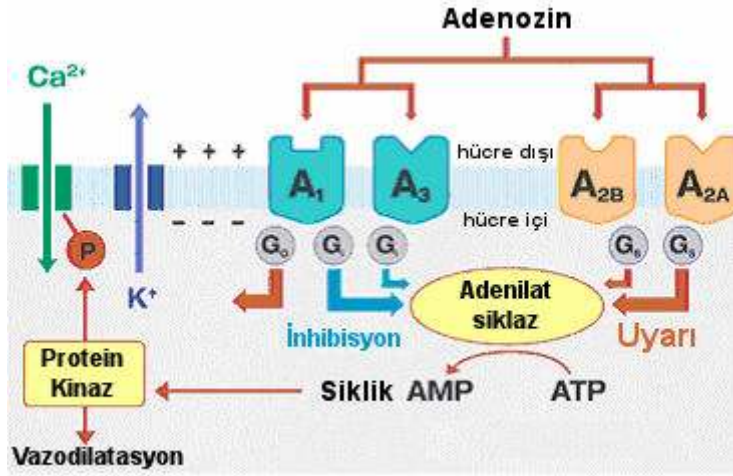 Adenozin
Ca²⁺
+ + +
A₁
A₃
hücre dışı
A₂B
A₂A
hücre içi
– – –
P
K⁺
Gₒ
Gᵢ
Gᵢ
Gₛ
Gₛ
Adenilat
siklaz
İnhibisyon
Uyarı
Protein
Kinaz
Siklik AMP
ATP
Vazodilatasyon